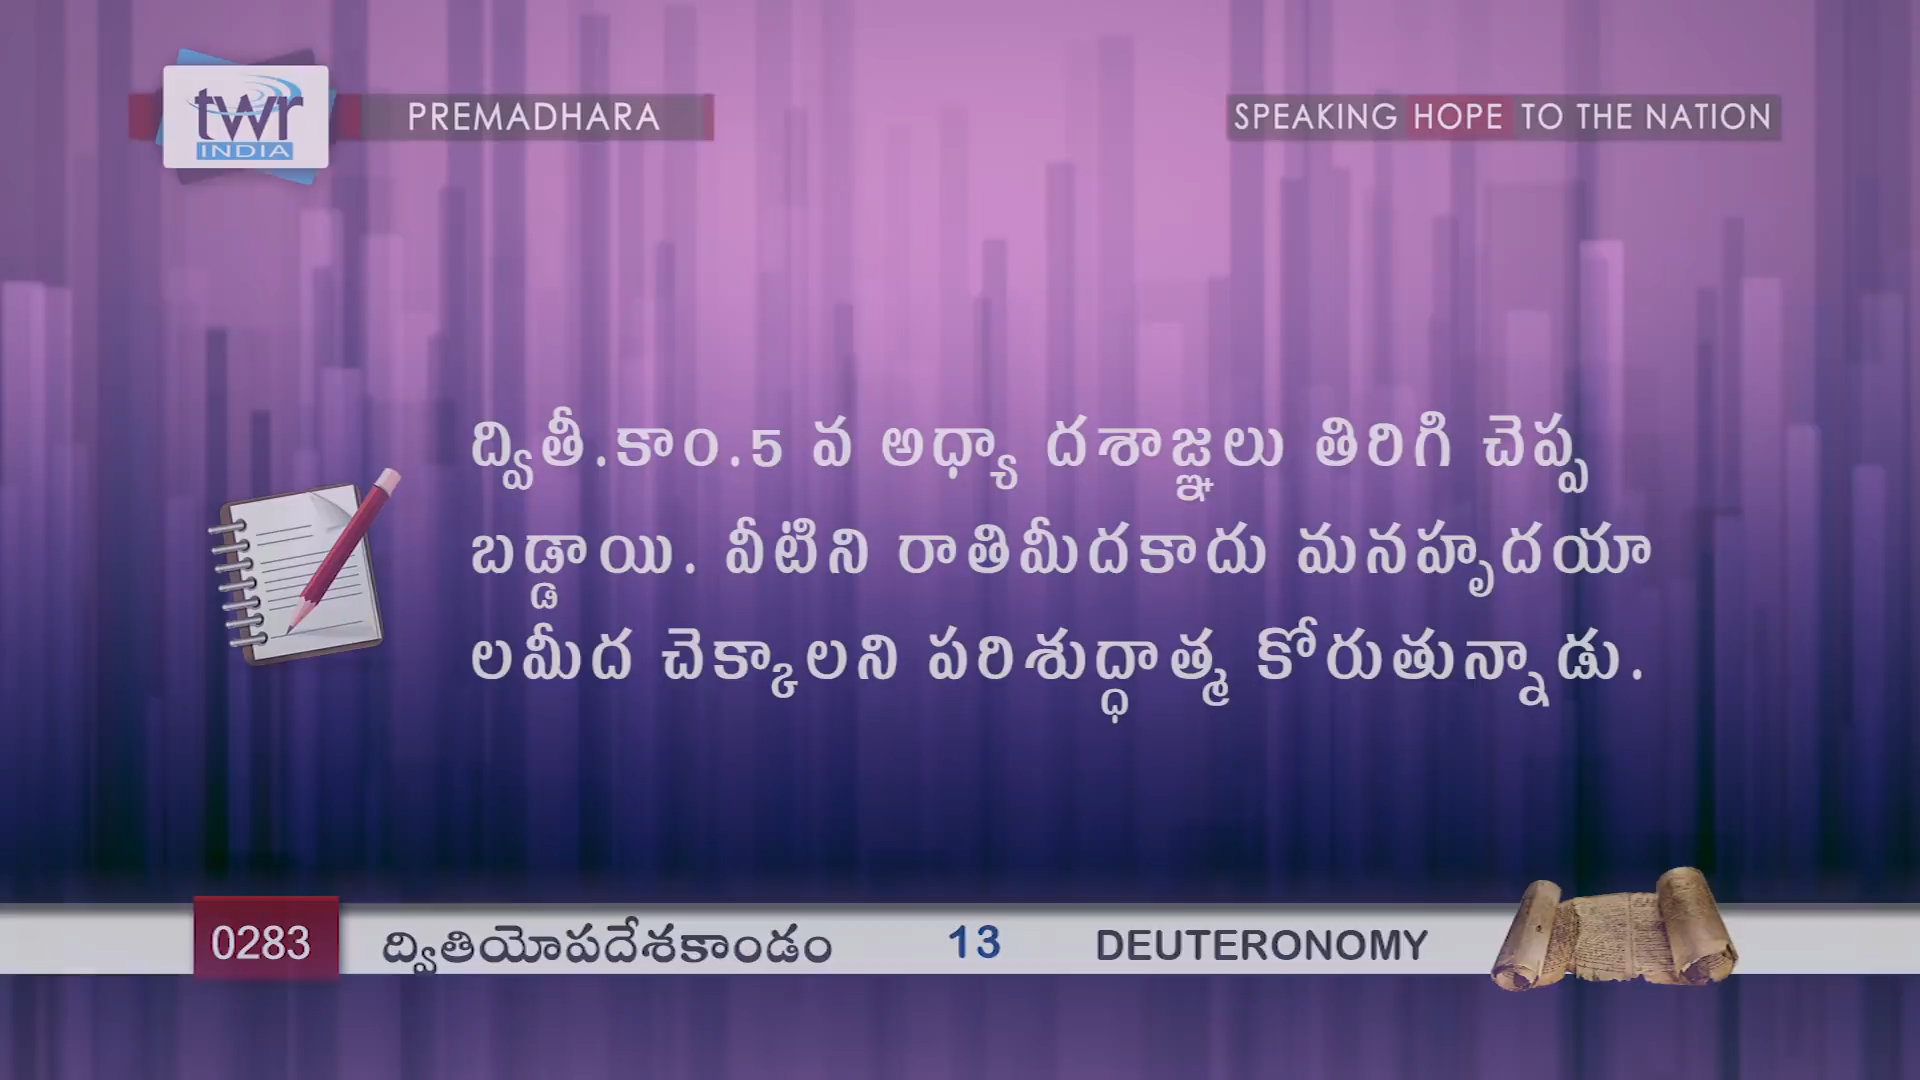 twr
INDIA
PREMADHARA
SPEAKING HOPE TO THE NATION
ద్వితీ.కాం.5 వ అధ్యా దశాజ్ఞలు తిరిగి చెప్ప
బడ్డాయి. వీటిని రాతిమీదకాదు మనహృదయా
లమీద చెక్కాలని పరిశుద్ధాత్మ కోరుతున్నాడు.
0283 ద్వితియోపదేశకాండం 13 DEUTERONOMY